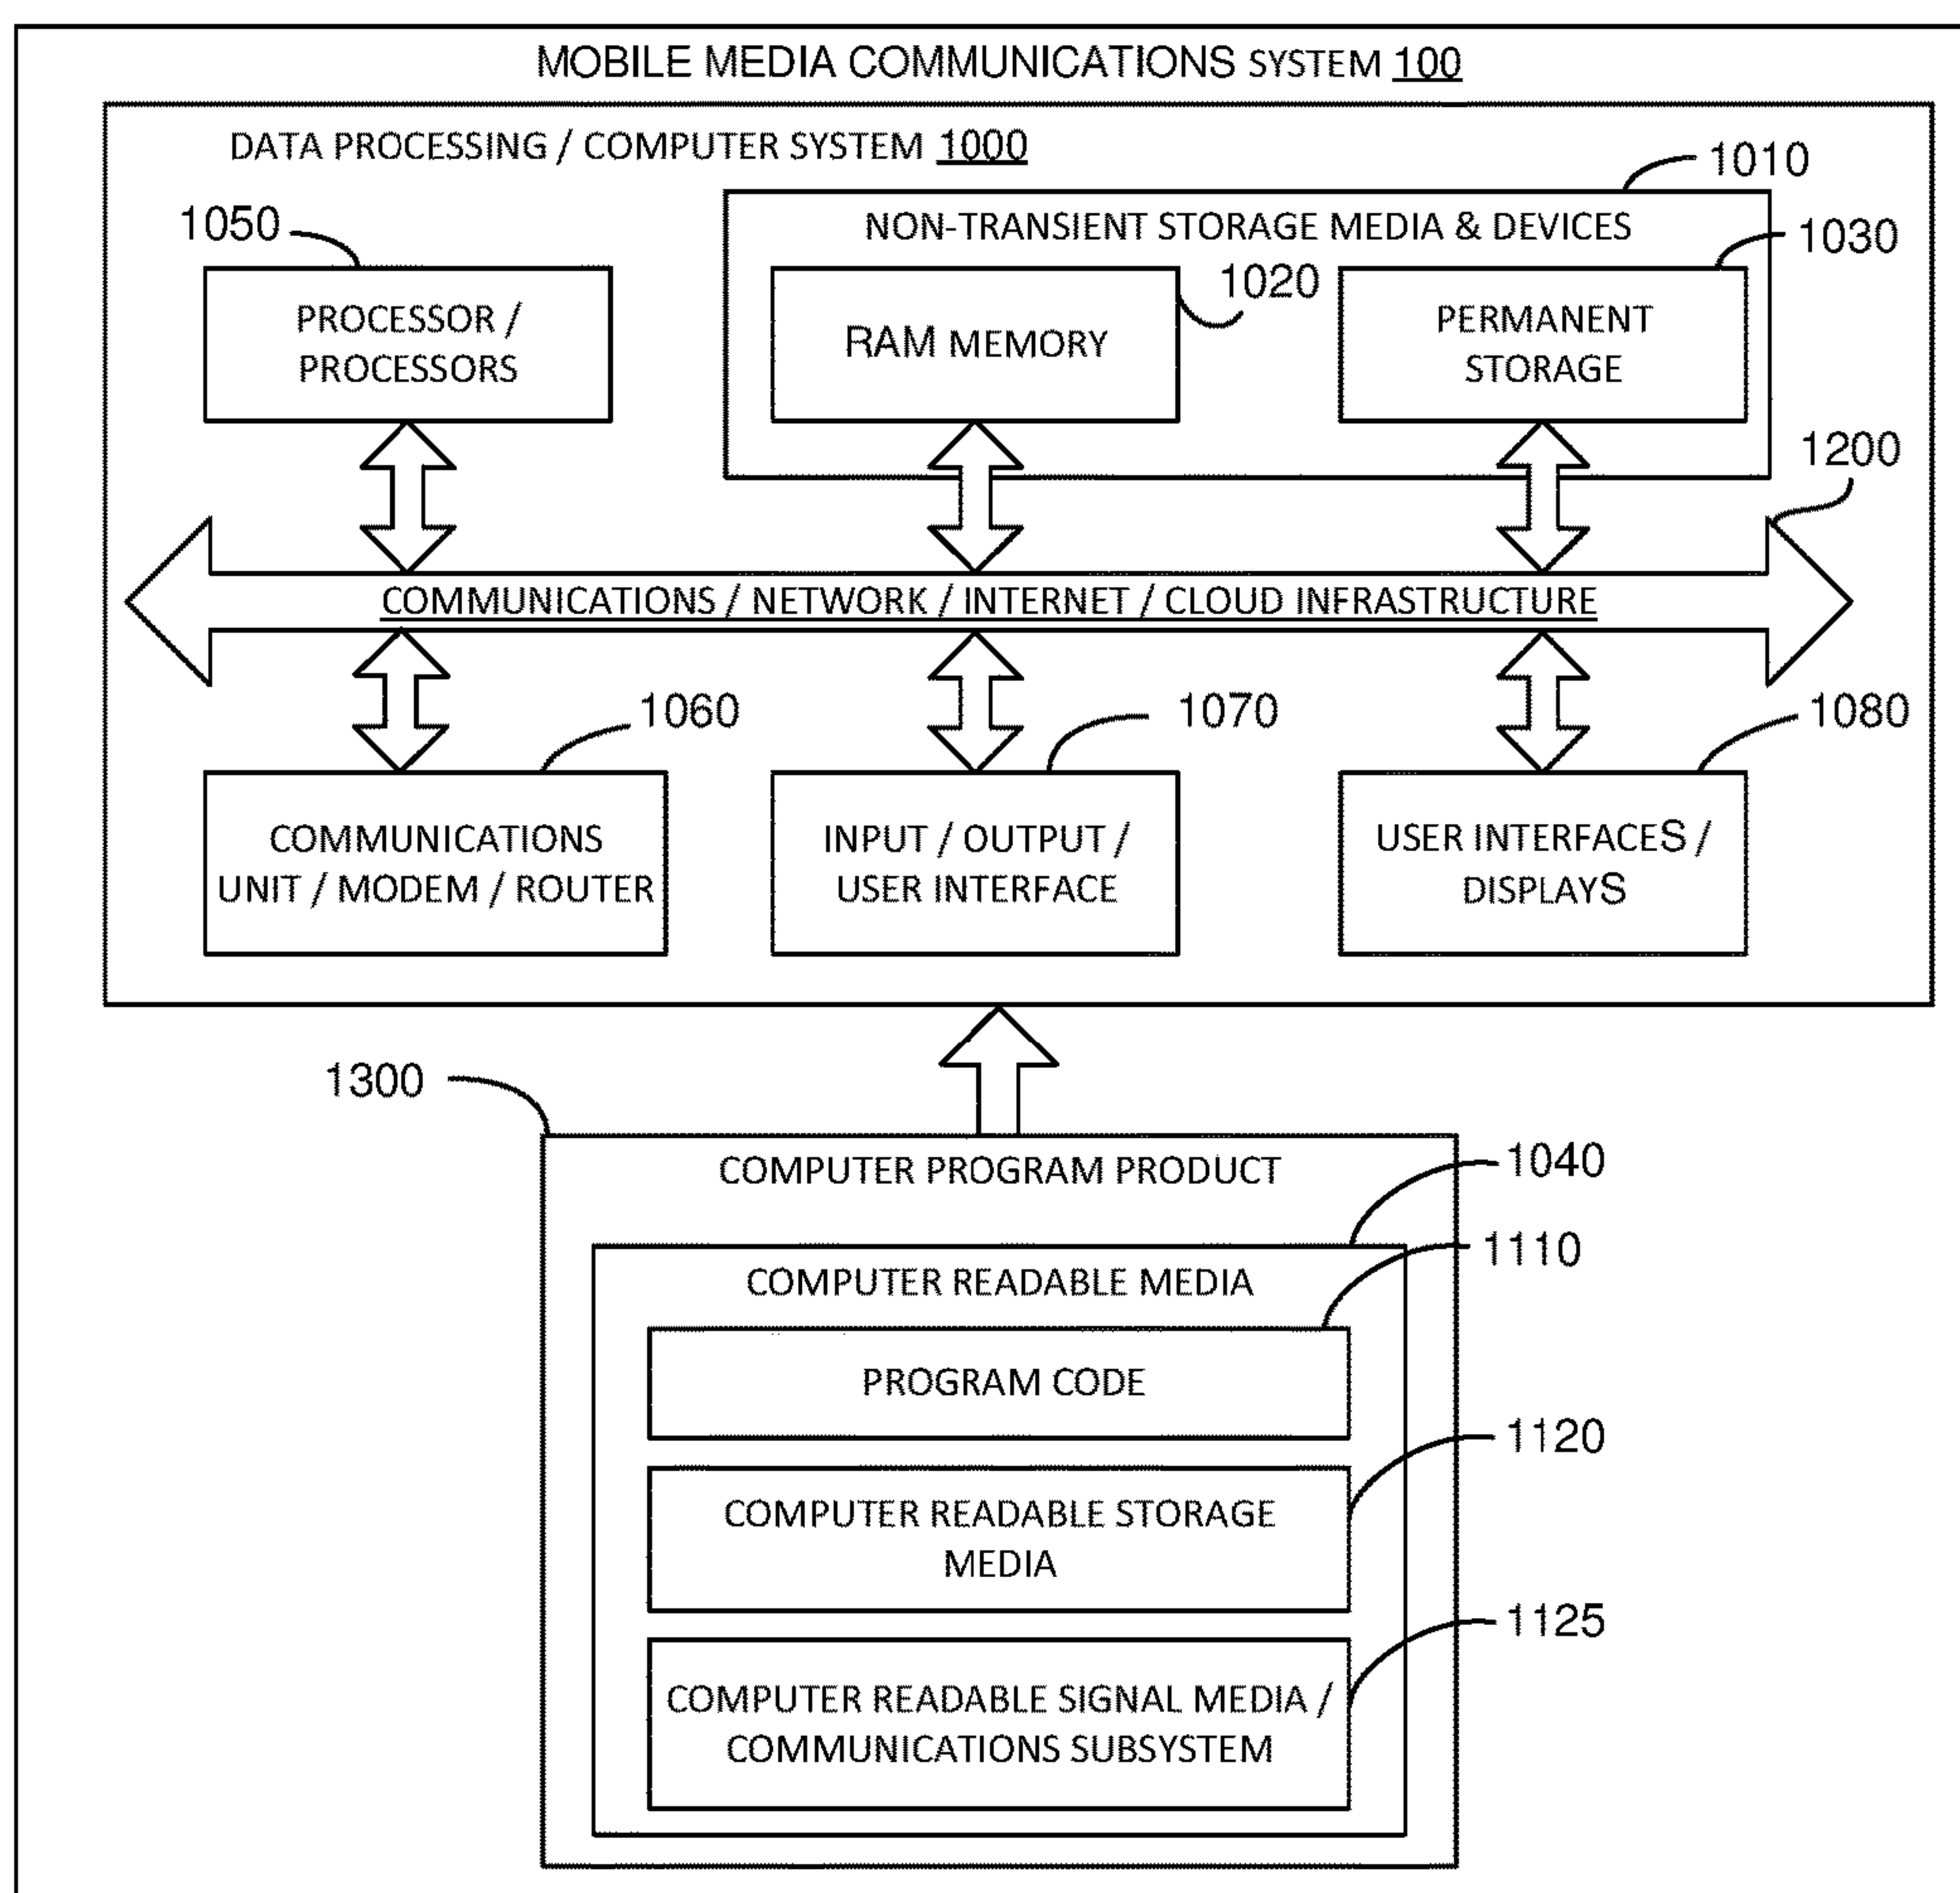 MOBILE MEDIA COMMUNICATIONS SYSTEM 100
DATA PROCESSING / COMPUTER SYSTEM 1000
1010
1050
NON-TRANSIENT STORAGE MEDIA & DEVICES
1030
1020
PROCESSOR /
PROCESSORS
RAM MEMORY
PERMANENT
STORAGE
1200
COMMUNICATIONS / NETWORK / INTERNET / CLOUD INFRASTRUCTURE
1060
1070
1080
COMMUNICATIONS
UNIT / MODEM / ROUTER
INPUT / OUTPUT /
USER INTERFACE
USER INTERFACES /
DISPLAYS
1300
COMPUTER PROGRAM PRODUCT
1040
1110
COMPUTER READABLE MEDIA
PROGRAM CODE
1120
COMPUTER READABLE STORAGE
MEDIA
1125
COMPUTER READABLE SIGNAL MEDIA /
COMMUNICATIONS SUBSYSTEM